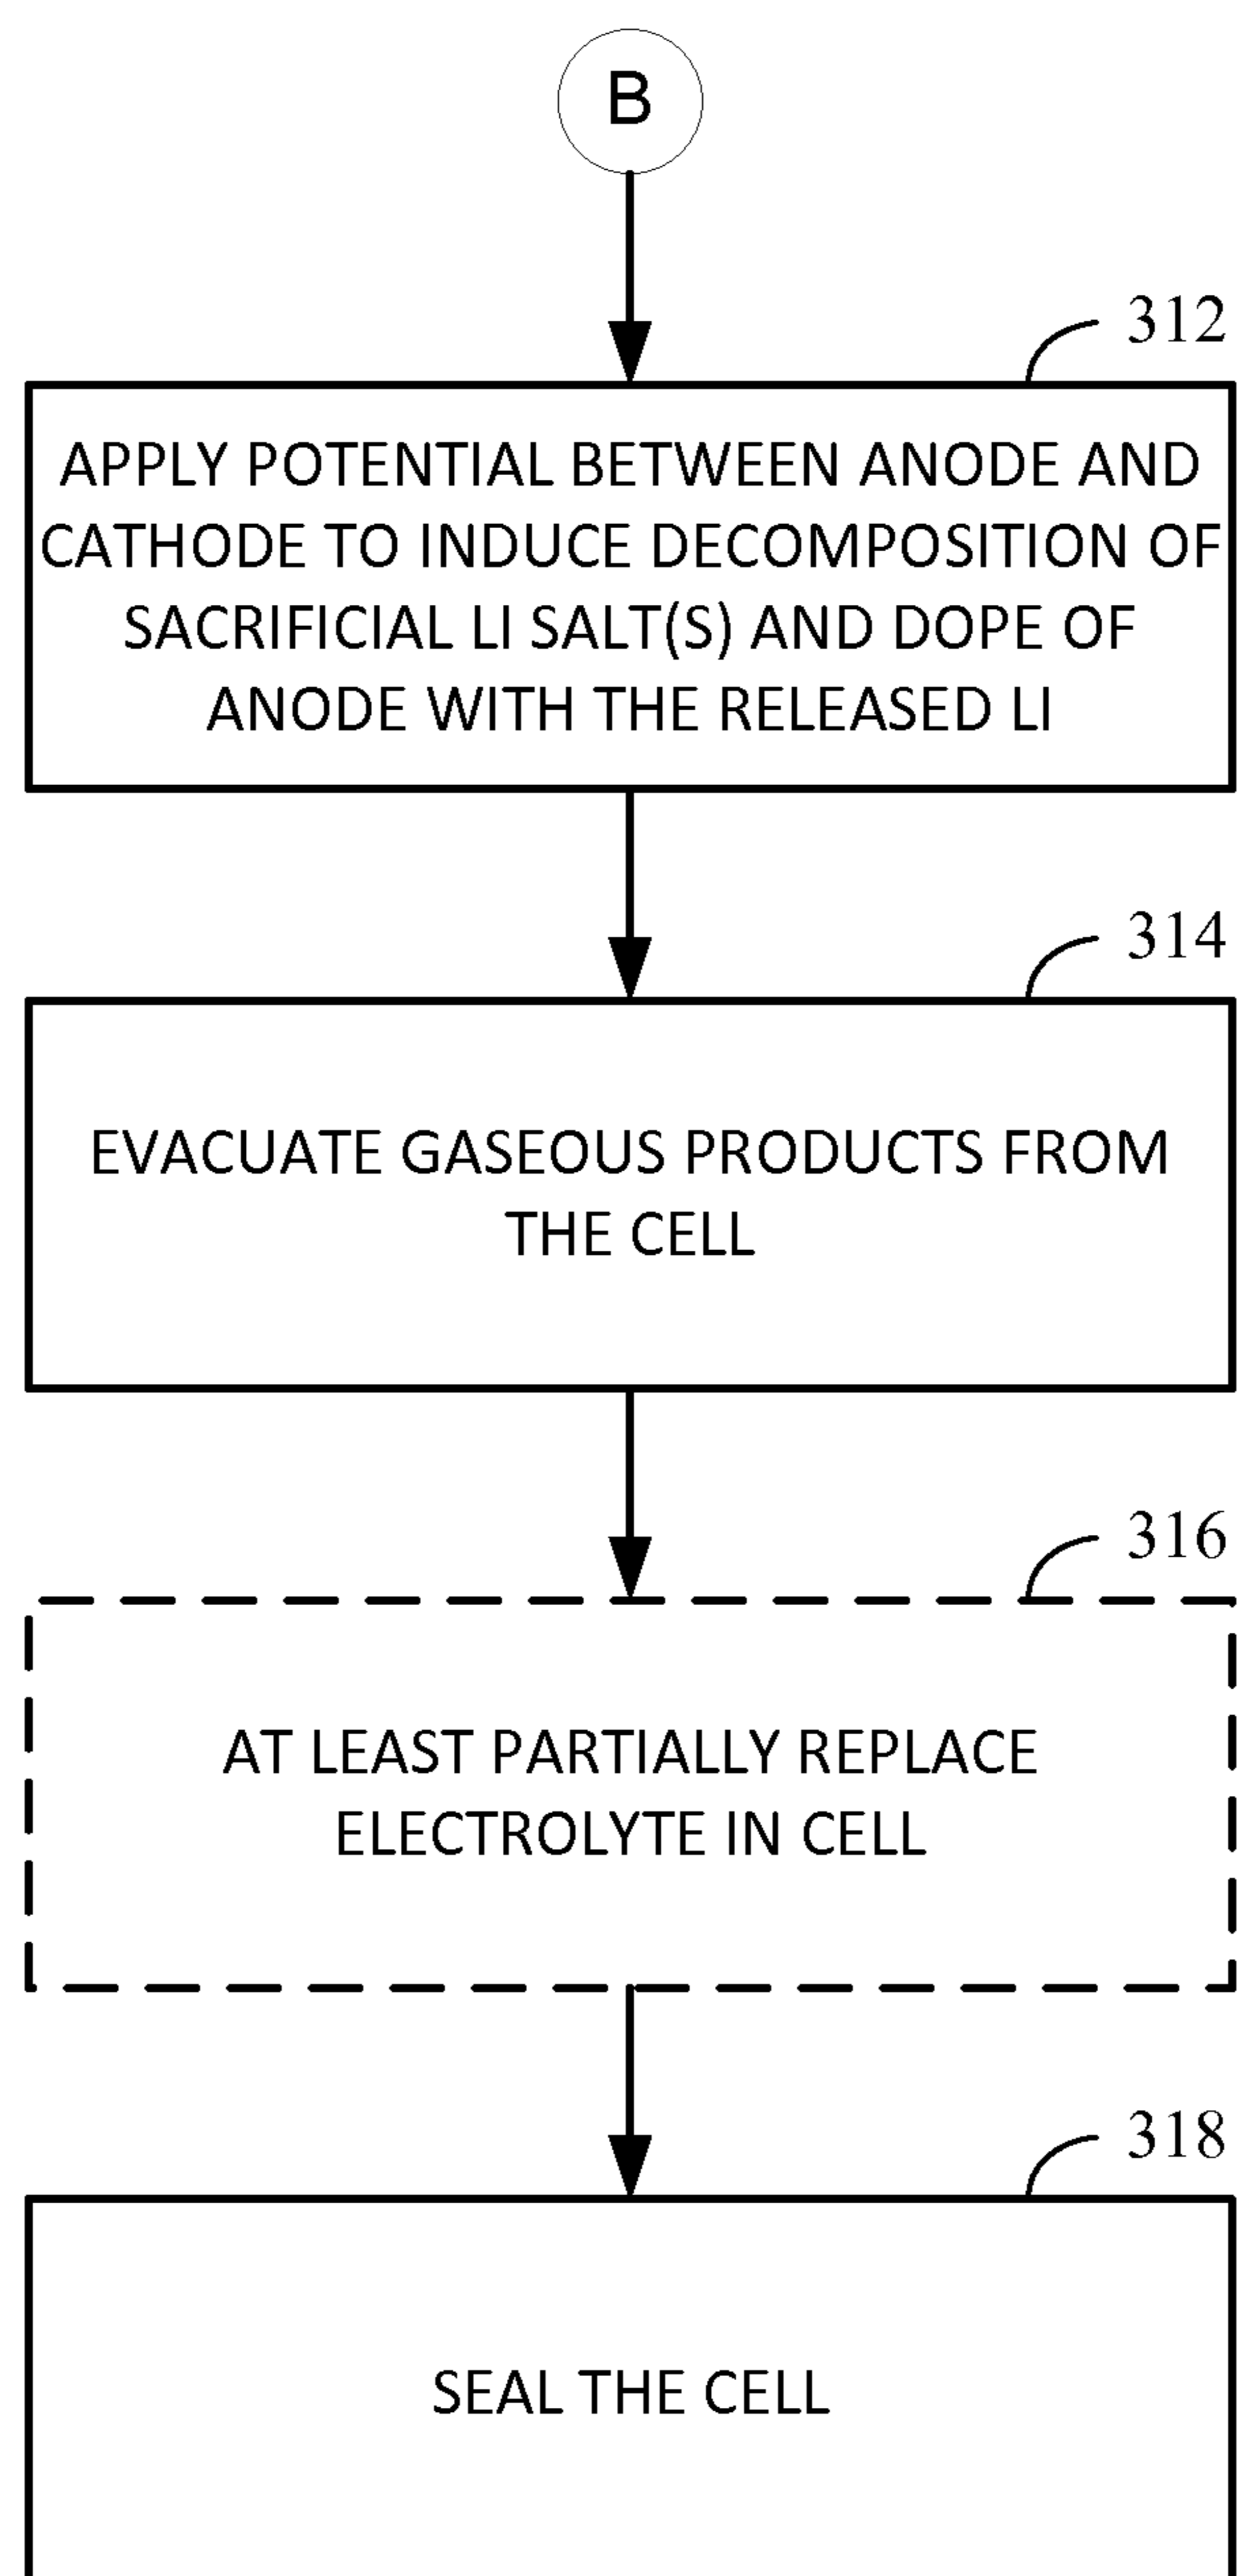 B
312
APPLY POTENTIAL BETWEEN ANODE AND
CATHODE TO INDUCE DECOMPOSITION OF
SACRIFICIAL LI SALT(S) AND DOPE OF
ANODE WITH THE RELEASED LI
314
EVACUATE GASEOUS PRODUCTS FROM
THE CELL
316
AT LEAST PARTIALLY REPLACE
ELECTROLYTE IN CELL
318
SEAL THE CELL